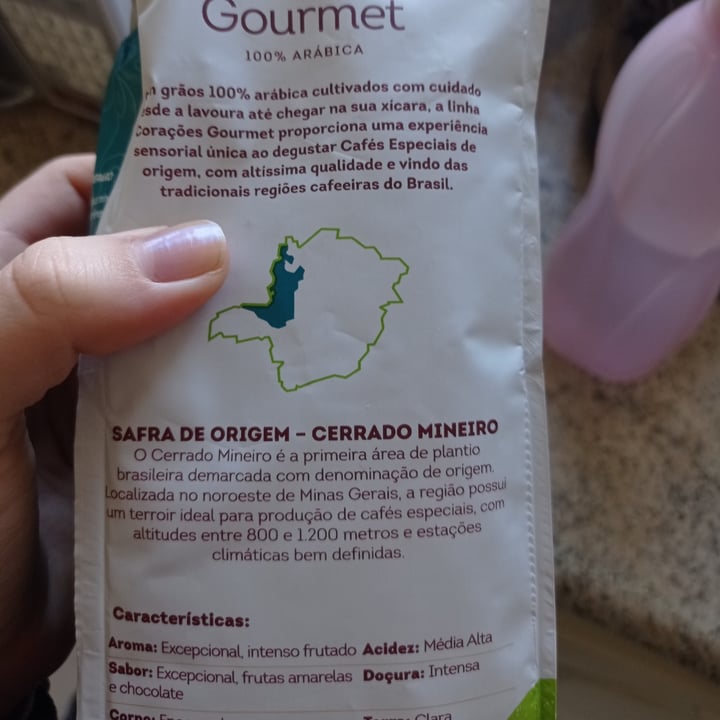 Gourmet
100% ARÁBICA
grãos 100% arábica cultivados com cuidado
a lavoura até chegar na sua xícara, a linha
Corações Gourmet proporciona uma experiência
sensorial única ao degustar Cafés Especiais de
origem, com altíssima qualidade e vindo das
tradicionais regiões cafeeiras do Brasil.
SAFRA DE ORIGEM – CERRADO MINEIRO
O Cerrado Mineiro é a primeira área de plantio
brasileira demarcada com denominação de origem.
Localizada no noroeste de Minas Gerais, a região possui
um terroir ideal para produção de cafés especiais, com
altitudes entre 800 e 1.200 metros e estações
climáticas bem definidas.
Características:
Aroma: Excepcional, intenso frutado Acidez: Média Alta
Sabor: Excepcional, frutas amarelas Doçura: Intensa
e chocolate
Corpo: Clara